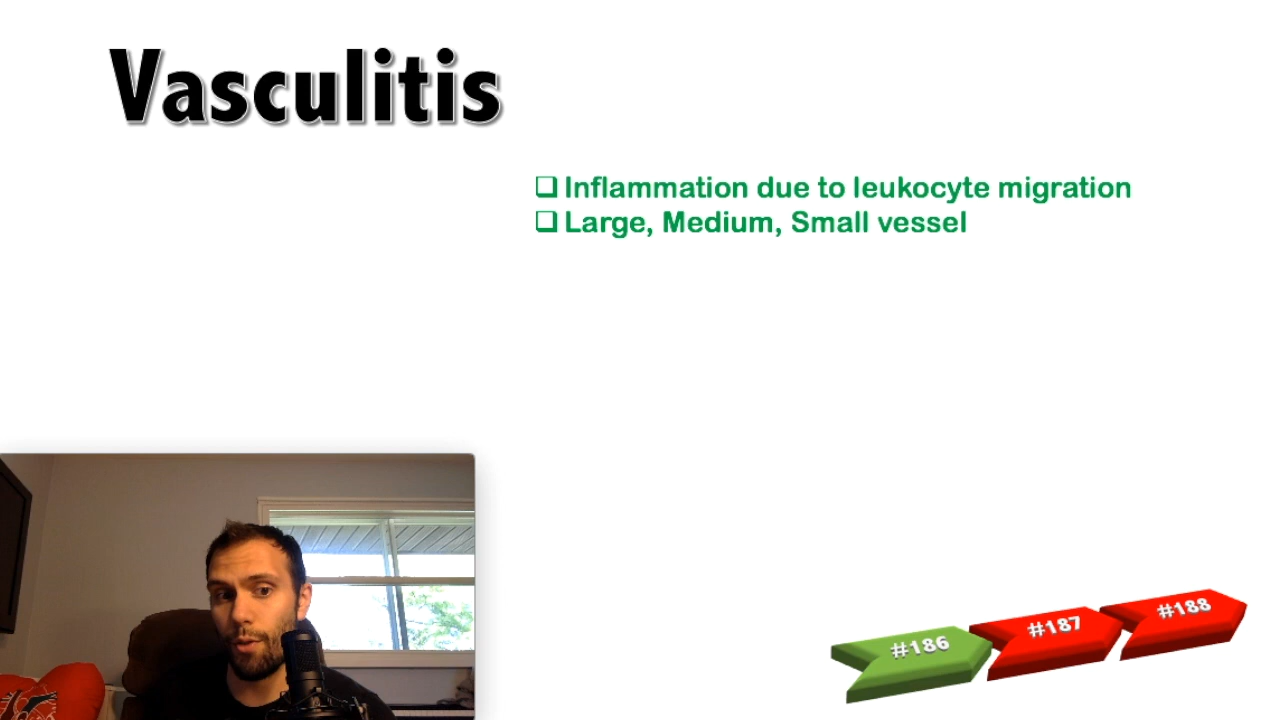 Vasculitis
❑ Inflammation due to leukocyte migration
❑ Large, Medium, Small vessel
#186
#187
#188